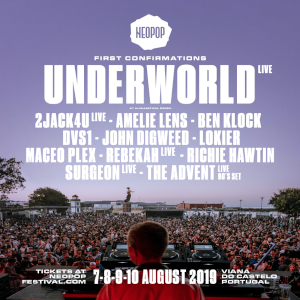 NEOPOP
FIRST CONFIRMATIONS
UNDERWORLD LIVE
2JACK4U LIVE - AMELIE LENS - BEN KLOCK
DVS1 - JOHN DIGWEED - LOKIER
MACEO PLEX - REBEKAH LIVE - RICHIE HAWTIN
SURGEON LIVE - THE ADVENT LIVE 90'S SET
TICKETS AT
NEOPOP
FESTIVAL.COM
7-8-9-10 AUGUST 2019
VIANA
DO CASTELO
PORTUGAL